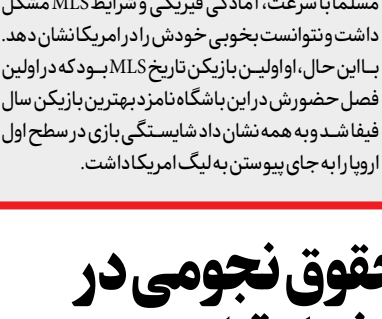 مسلما با سرعت، آمادگی فیزیکی و شرایط MLS مشکل
داشت و نتوانست بخوبی خودش را در امریکا نشان دهد.
با این حال، او اولین بازیکن تاریخ MLS بود که در اولین
فصل حضورش در این باشگاه نامزد بهترین بازیکن سال
فیفا شد و به همه نشان داد شایستگی بازی در سطح اول
اروپا را به جای پیوستن به لیگ امریکا داشت.
حقوق نجومی در